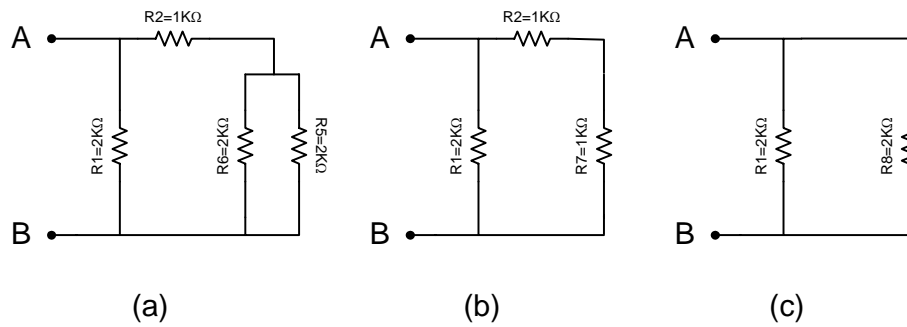 R2=1KΩ
A
R1=2KΩ
R6=2KΩ
R5=2KΩ
B
(a)
R2=1KΩ
A
R1=2KΩ
R7=1KΩ
B
(b)
A
R1=2KΩ
R8=2KΩ
B
(c)